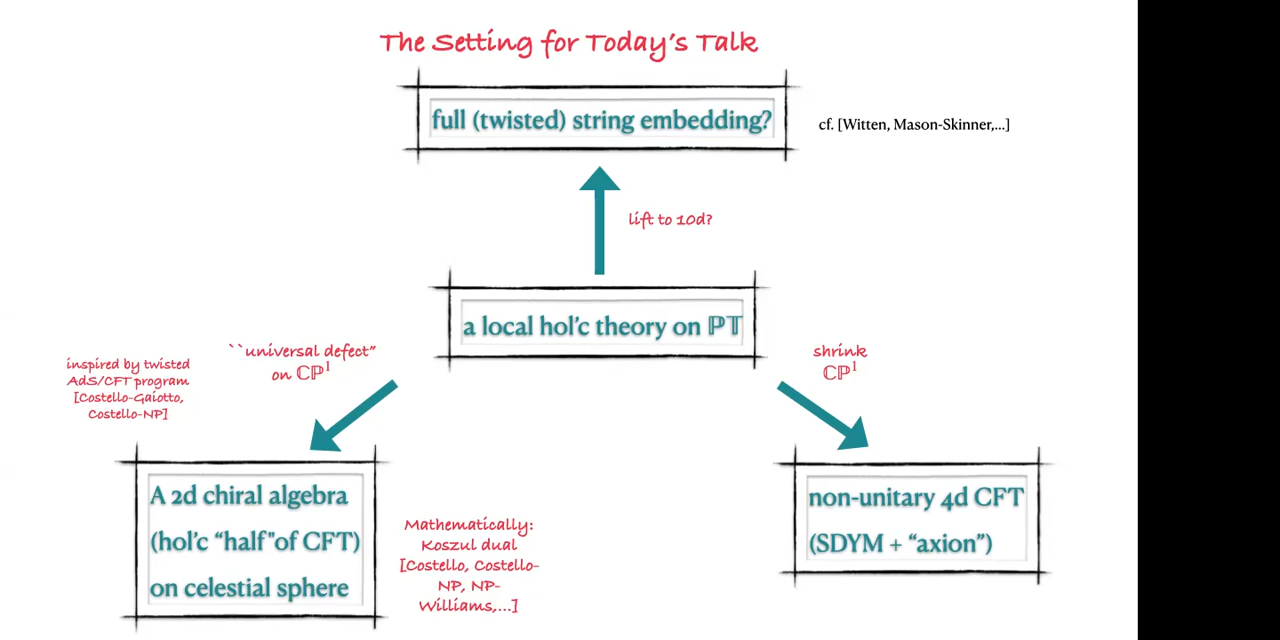 The Setting for Today's Talk
full (twisted) string embedding?
cf. [Witten, Mason-Skinner,...]
lift to 10d?
a local hol'c theory on ℙ𝕋
inspired by twisted
AdS/CFT program
[Costello-Gaiotto,
Costello-NP]
``universal defect"
on ℂℙ¹
shrink
ℂℙ¹
A 2d chiral algebra
(hol'c "half"of CFT)
on celestial sphere
Mathematically:
Koszul dual
[Costello, Costello-
NP, NP-
Williams,...]
non-unitary 4d CFT
(SDYM + "axion")